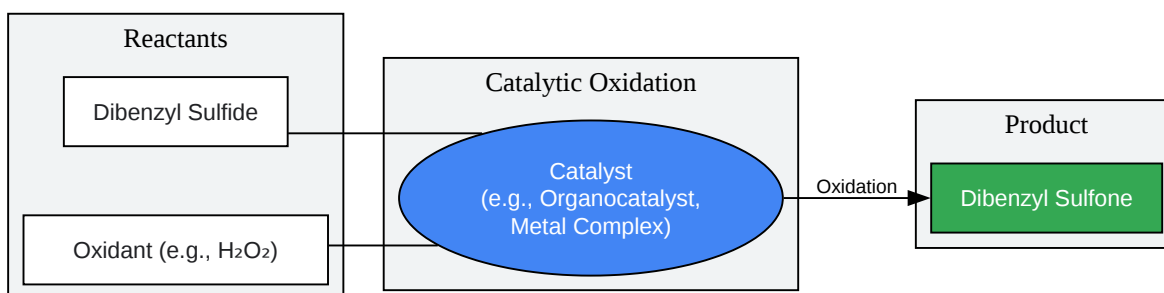 Reactants
Dibenzyl Sulfide
Oxidant (e.g., H₂O₂)
Catalytic Oxidation
Catalyst
(e.g., Organocatalyst,
Metal Complex)
Oxidation
Product
Dibenzyl Sulfone